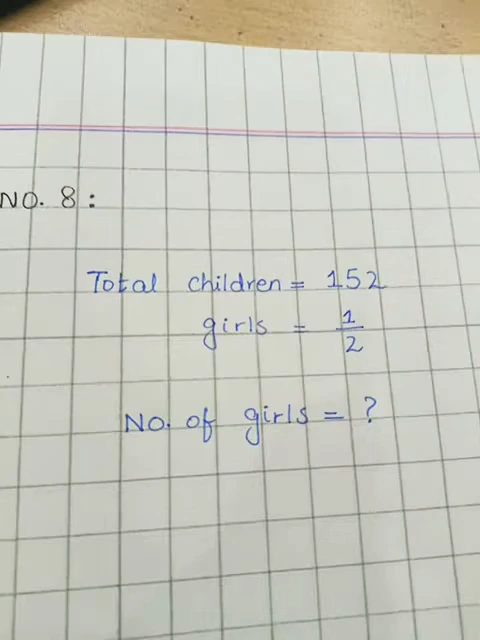 NO. 8 :
Total children = 152
girls = 1/2
No. of girls = ?